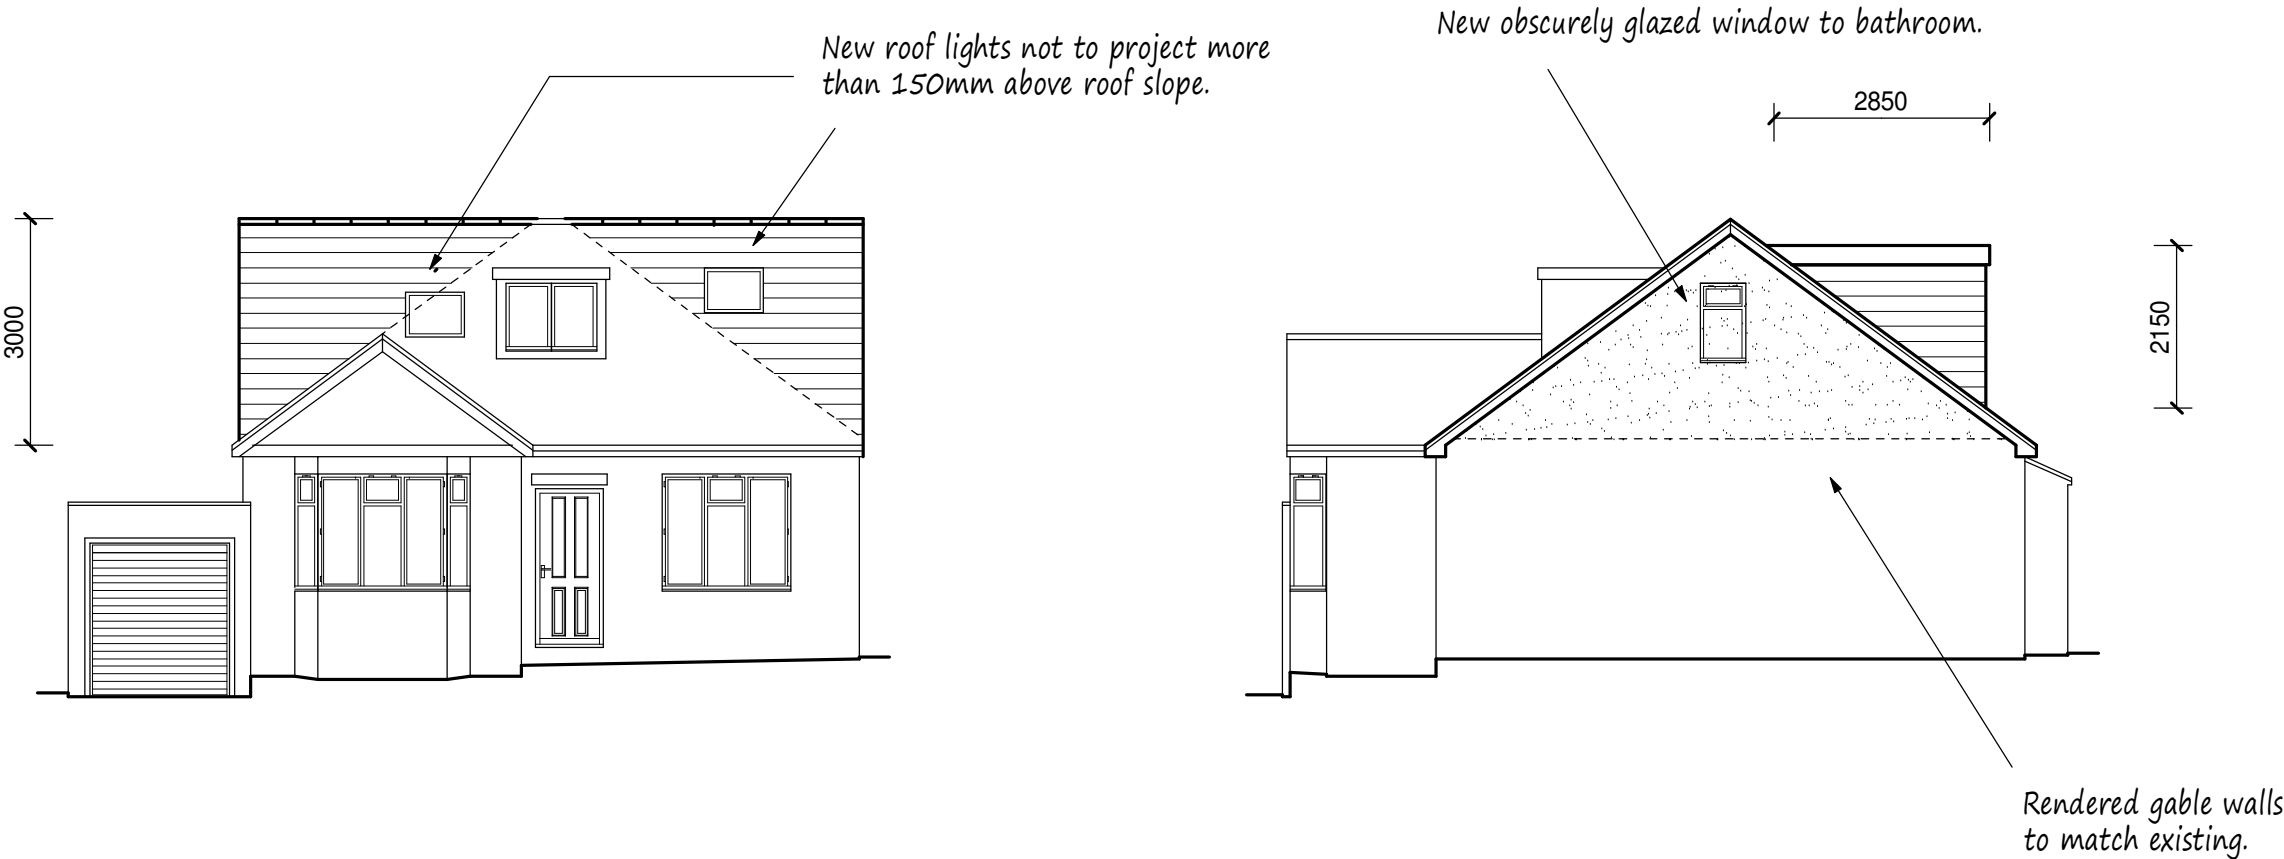 New roof lights not to project more
than 150mm above roof slope.
New obscurely glazed window to bathroom.
2850
3000
2150
Rendered gable walls
to match existing.